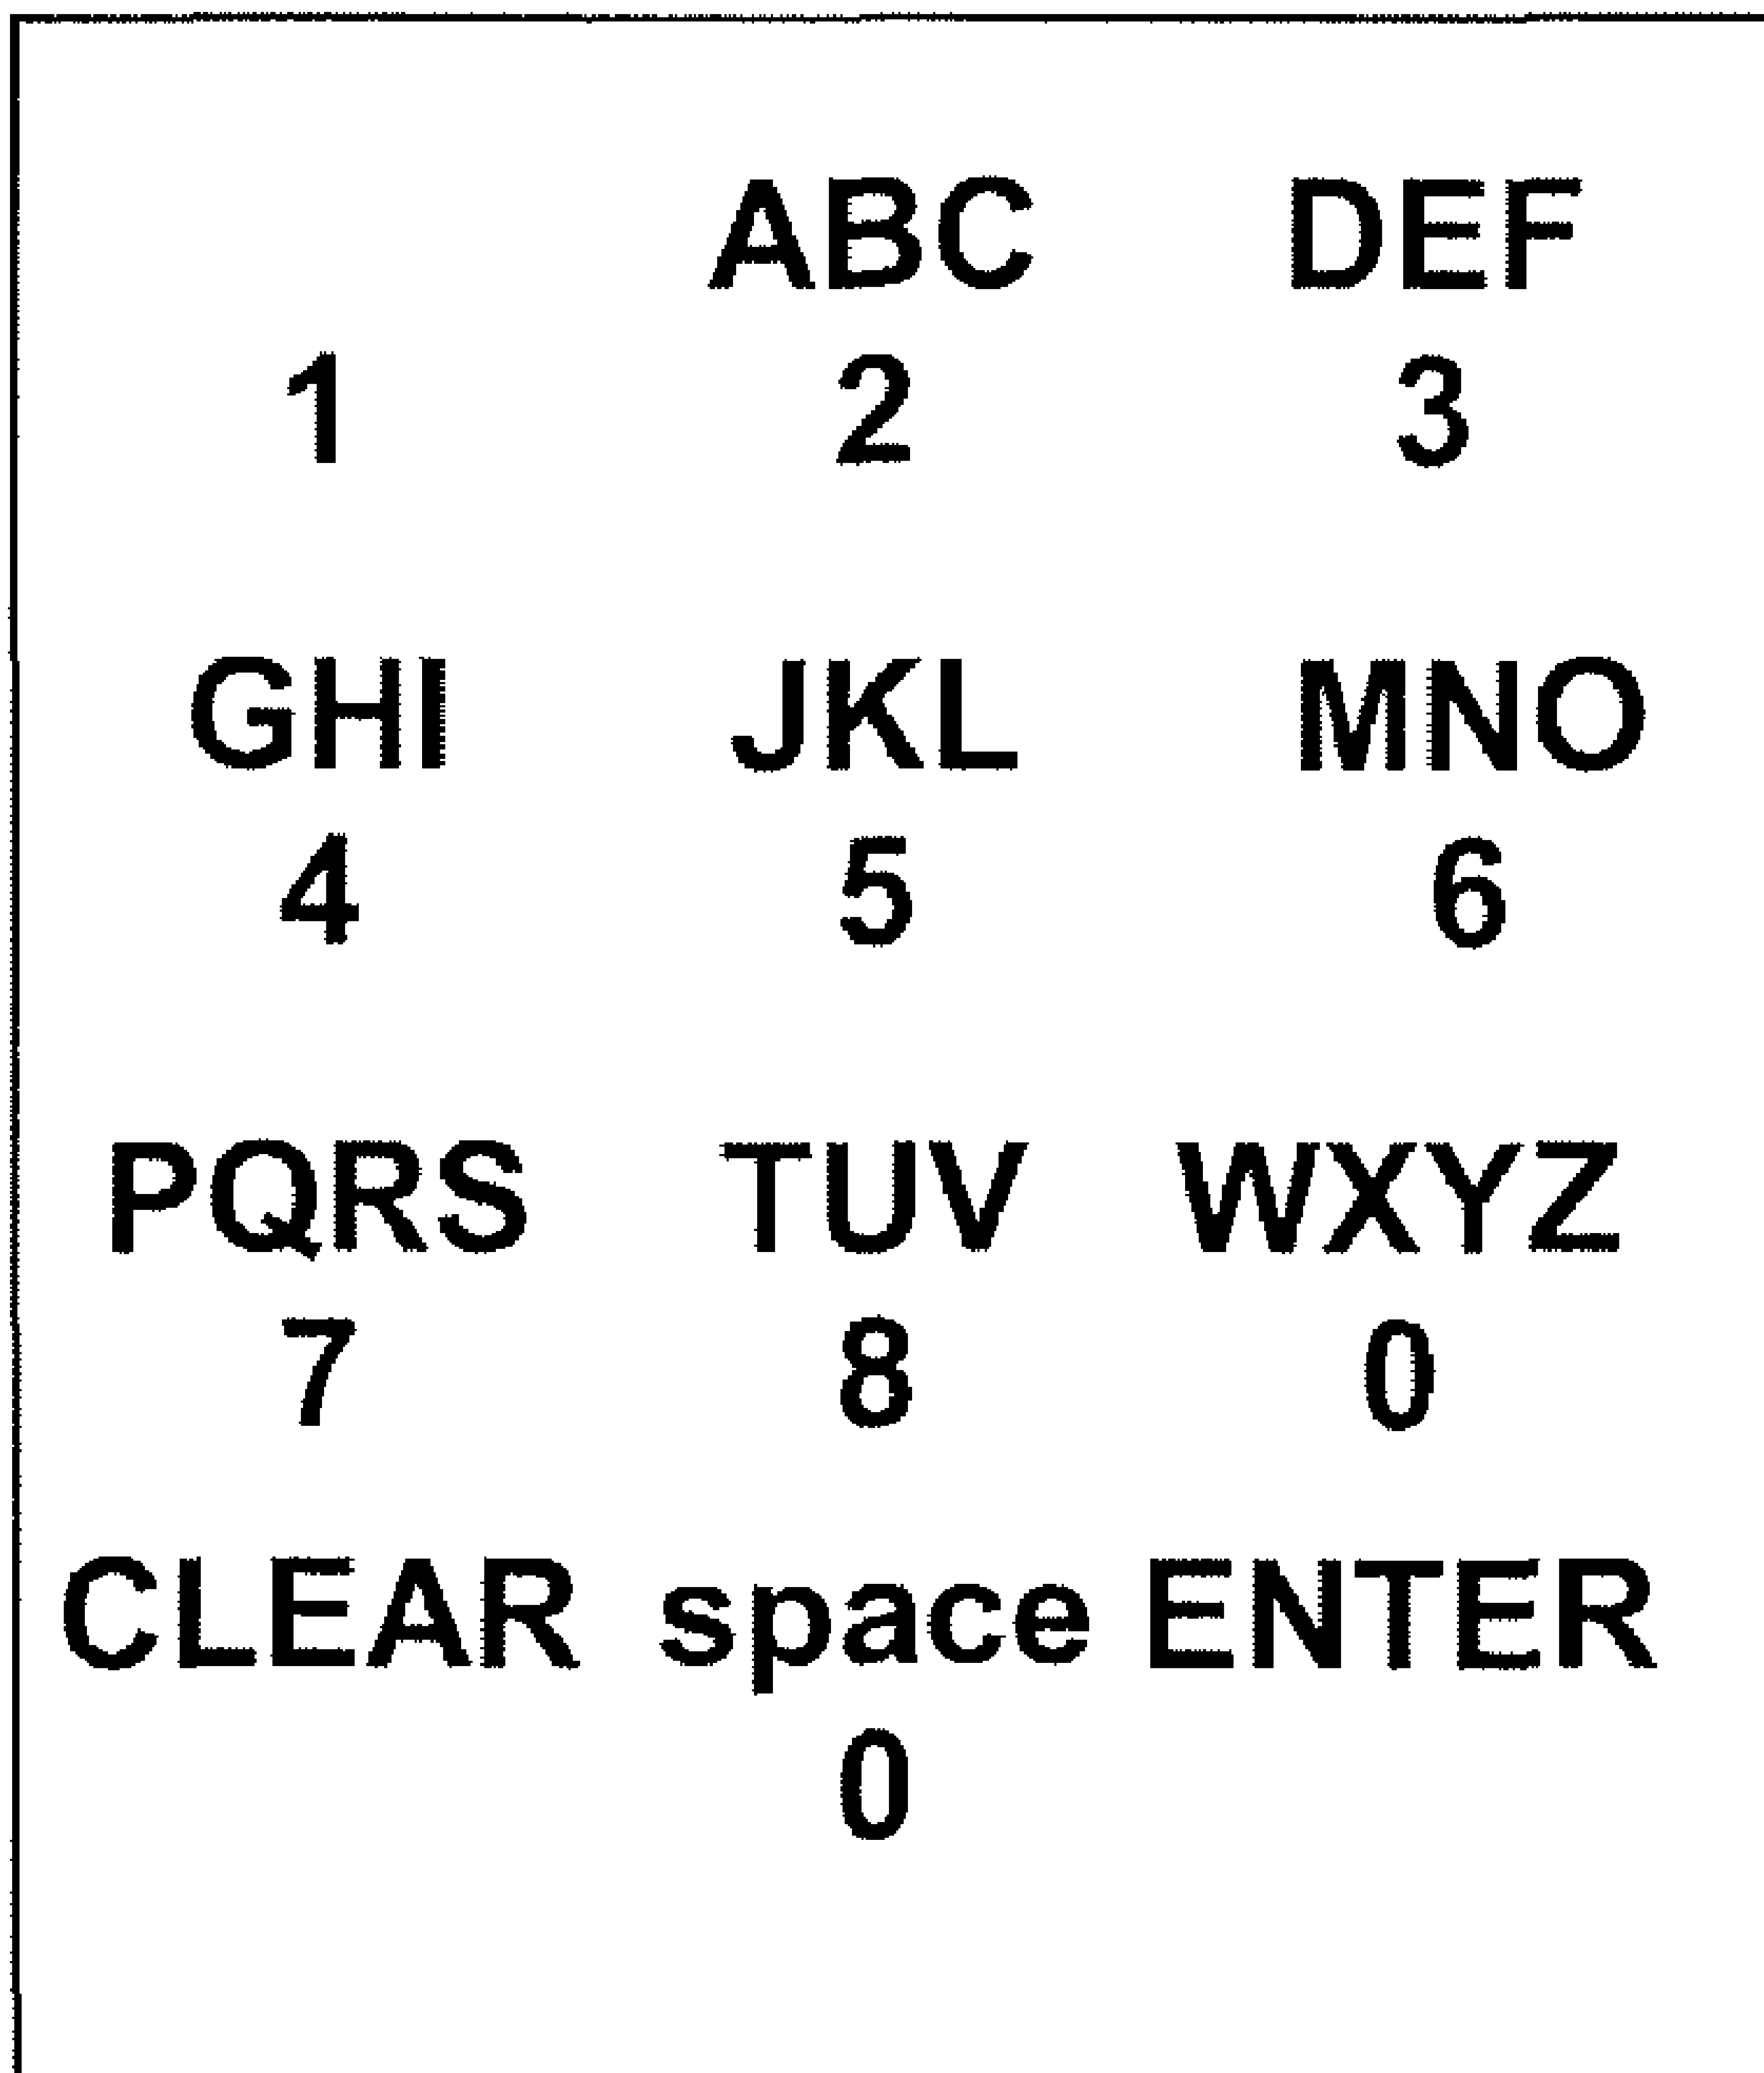 ABC DEF
1 2 3
GHI JKL MNO
4 5 6
PQRS TUV WXYZ
7 8 0
CLEAR space ENTER
0